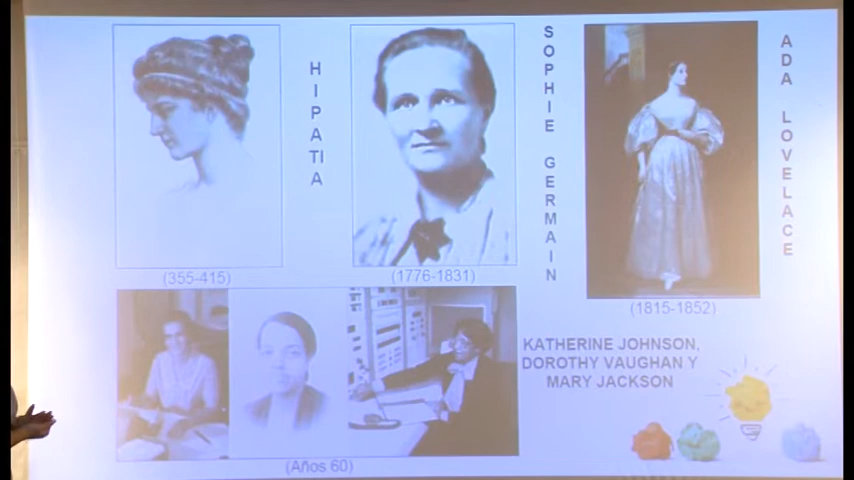 HIPATIA
SOPHIE GERMAIN
ADA LOVELACE
(355-415)
(1776-1831)
(1815-1852)
KATHERINE JOHNSON,
DOROTHY VAUGHAN Y
MARY JACKSON
(Años 60)